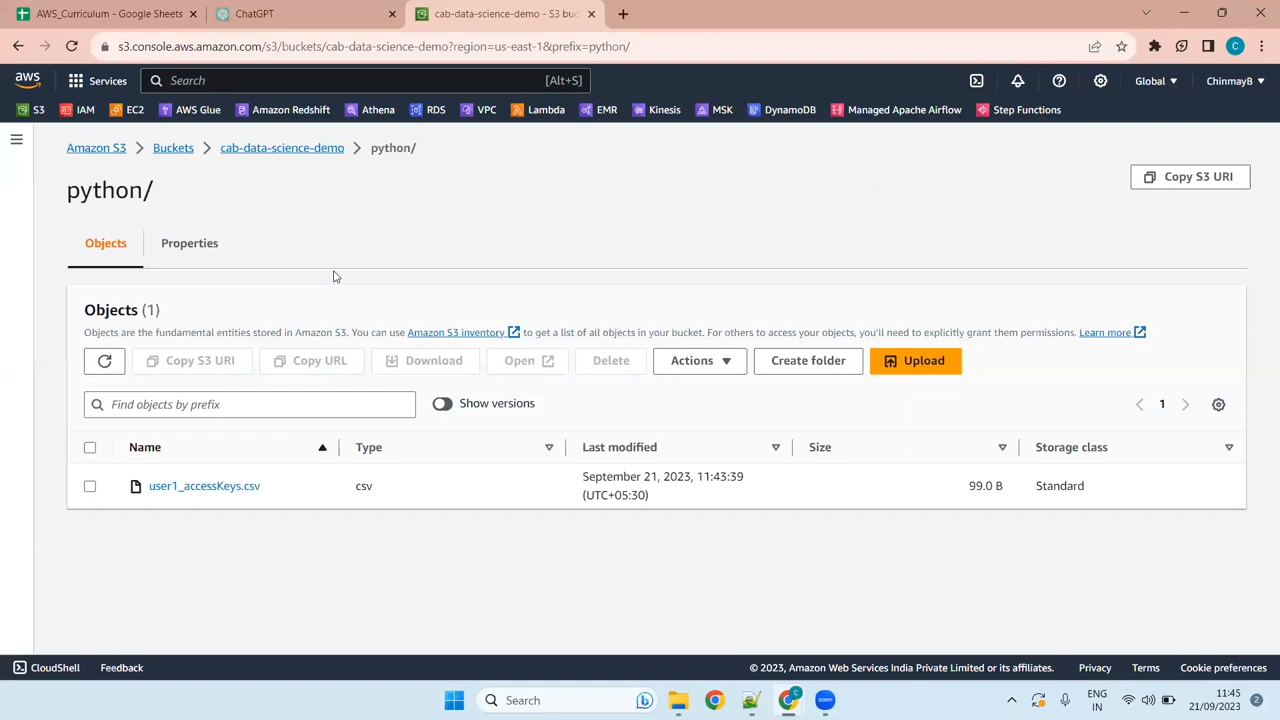 AWS_Curriculum - Google Sheets
ChatGPT
cab-data-science-demo - S3 buc
s3.console.aws.amazon.com/s3/buckets/cab-data-science-demo?region=us-east-1&prefix=python/
C
aws
Services
Search
[Alt+S]
Global
ChinmayB
S3
IAM
EC2
AWS Glue
Amazon Redshift
Athena
RDS
VPC
Lambda
EMR
Kinesis
MSK
DynamoDB
Managed Apache Airflow
Step Functions
Amazon S3
Buckets
cab-data-science-demo
python/
python/
Copy S3 URI
Objects
Properties
Objects (1)
Objects are the fundamental entities stored in Amazon S3. You can use Amazon S3 inventory to get a list of all objects in your bucket. For others to access your objects, you'll need to explicitly grant them permissions. Learn more
Copy S3 URI
Copy URL
Download
Open
Delete
Actions
Create folder
Upload
Find objects by prefix
Show versions
1
Name
Type
Last modified
Size
Storage class
user1_accessKeys.csv
csv
September 21, 2023, 11:43:39
(UTC+05:30)
99.0 B
Standard
CloudShell
Feedback
© 2023, Amazon Web Services India Private Limited or its affiliates.
Privacy
Terms
Cookie preferences
Search
C
zoom
ENG
IN
11:45
21/09/2023
2